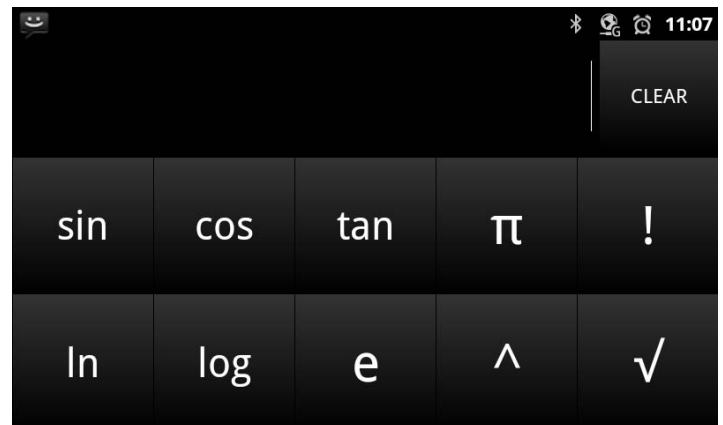 G 11:07
CLEAR
sin cos tan π !
ln log e ^ √